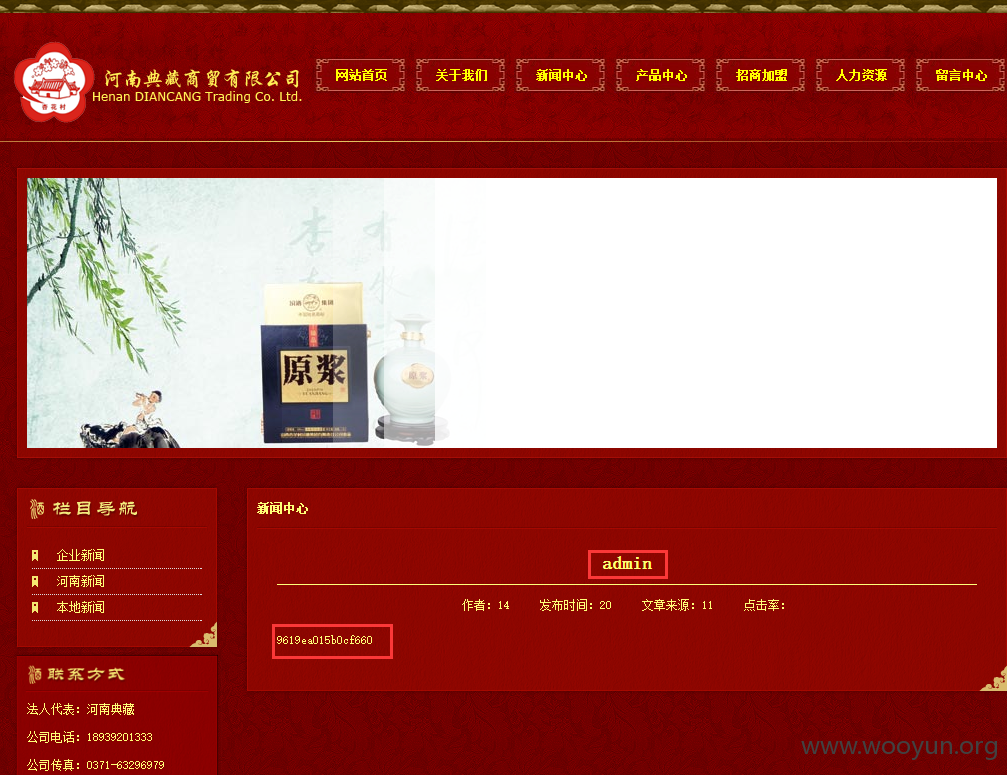 河南典藏商贸有限公司
Henan DIANCANG Trading Co. Ltd.
杏花村
网站首页 关于我们 新闻中心 产品中心 招商加盟 人力资源 留言中心
原浆
原浆
栏目导航
企业新闻
河南新闻
本地新闻
联系方式
法人代表：河南典藏
公司电话：18939201333
公司传真：0371-63296979
新闻中心
admin
作者：14 发布时间：20 文章来源：11 点击率：
9619ea015b0cf660
www.wooyun.org